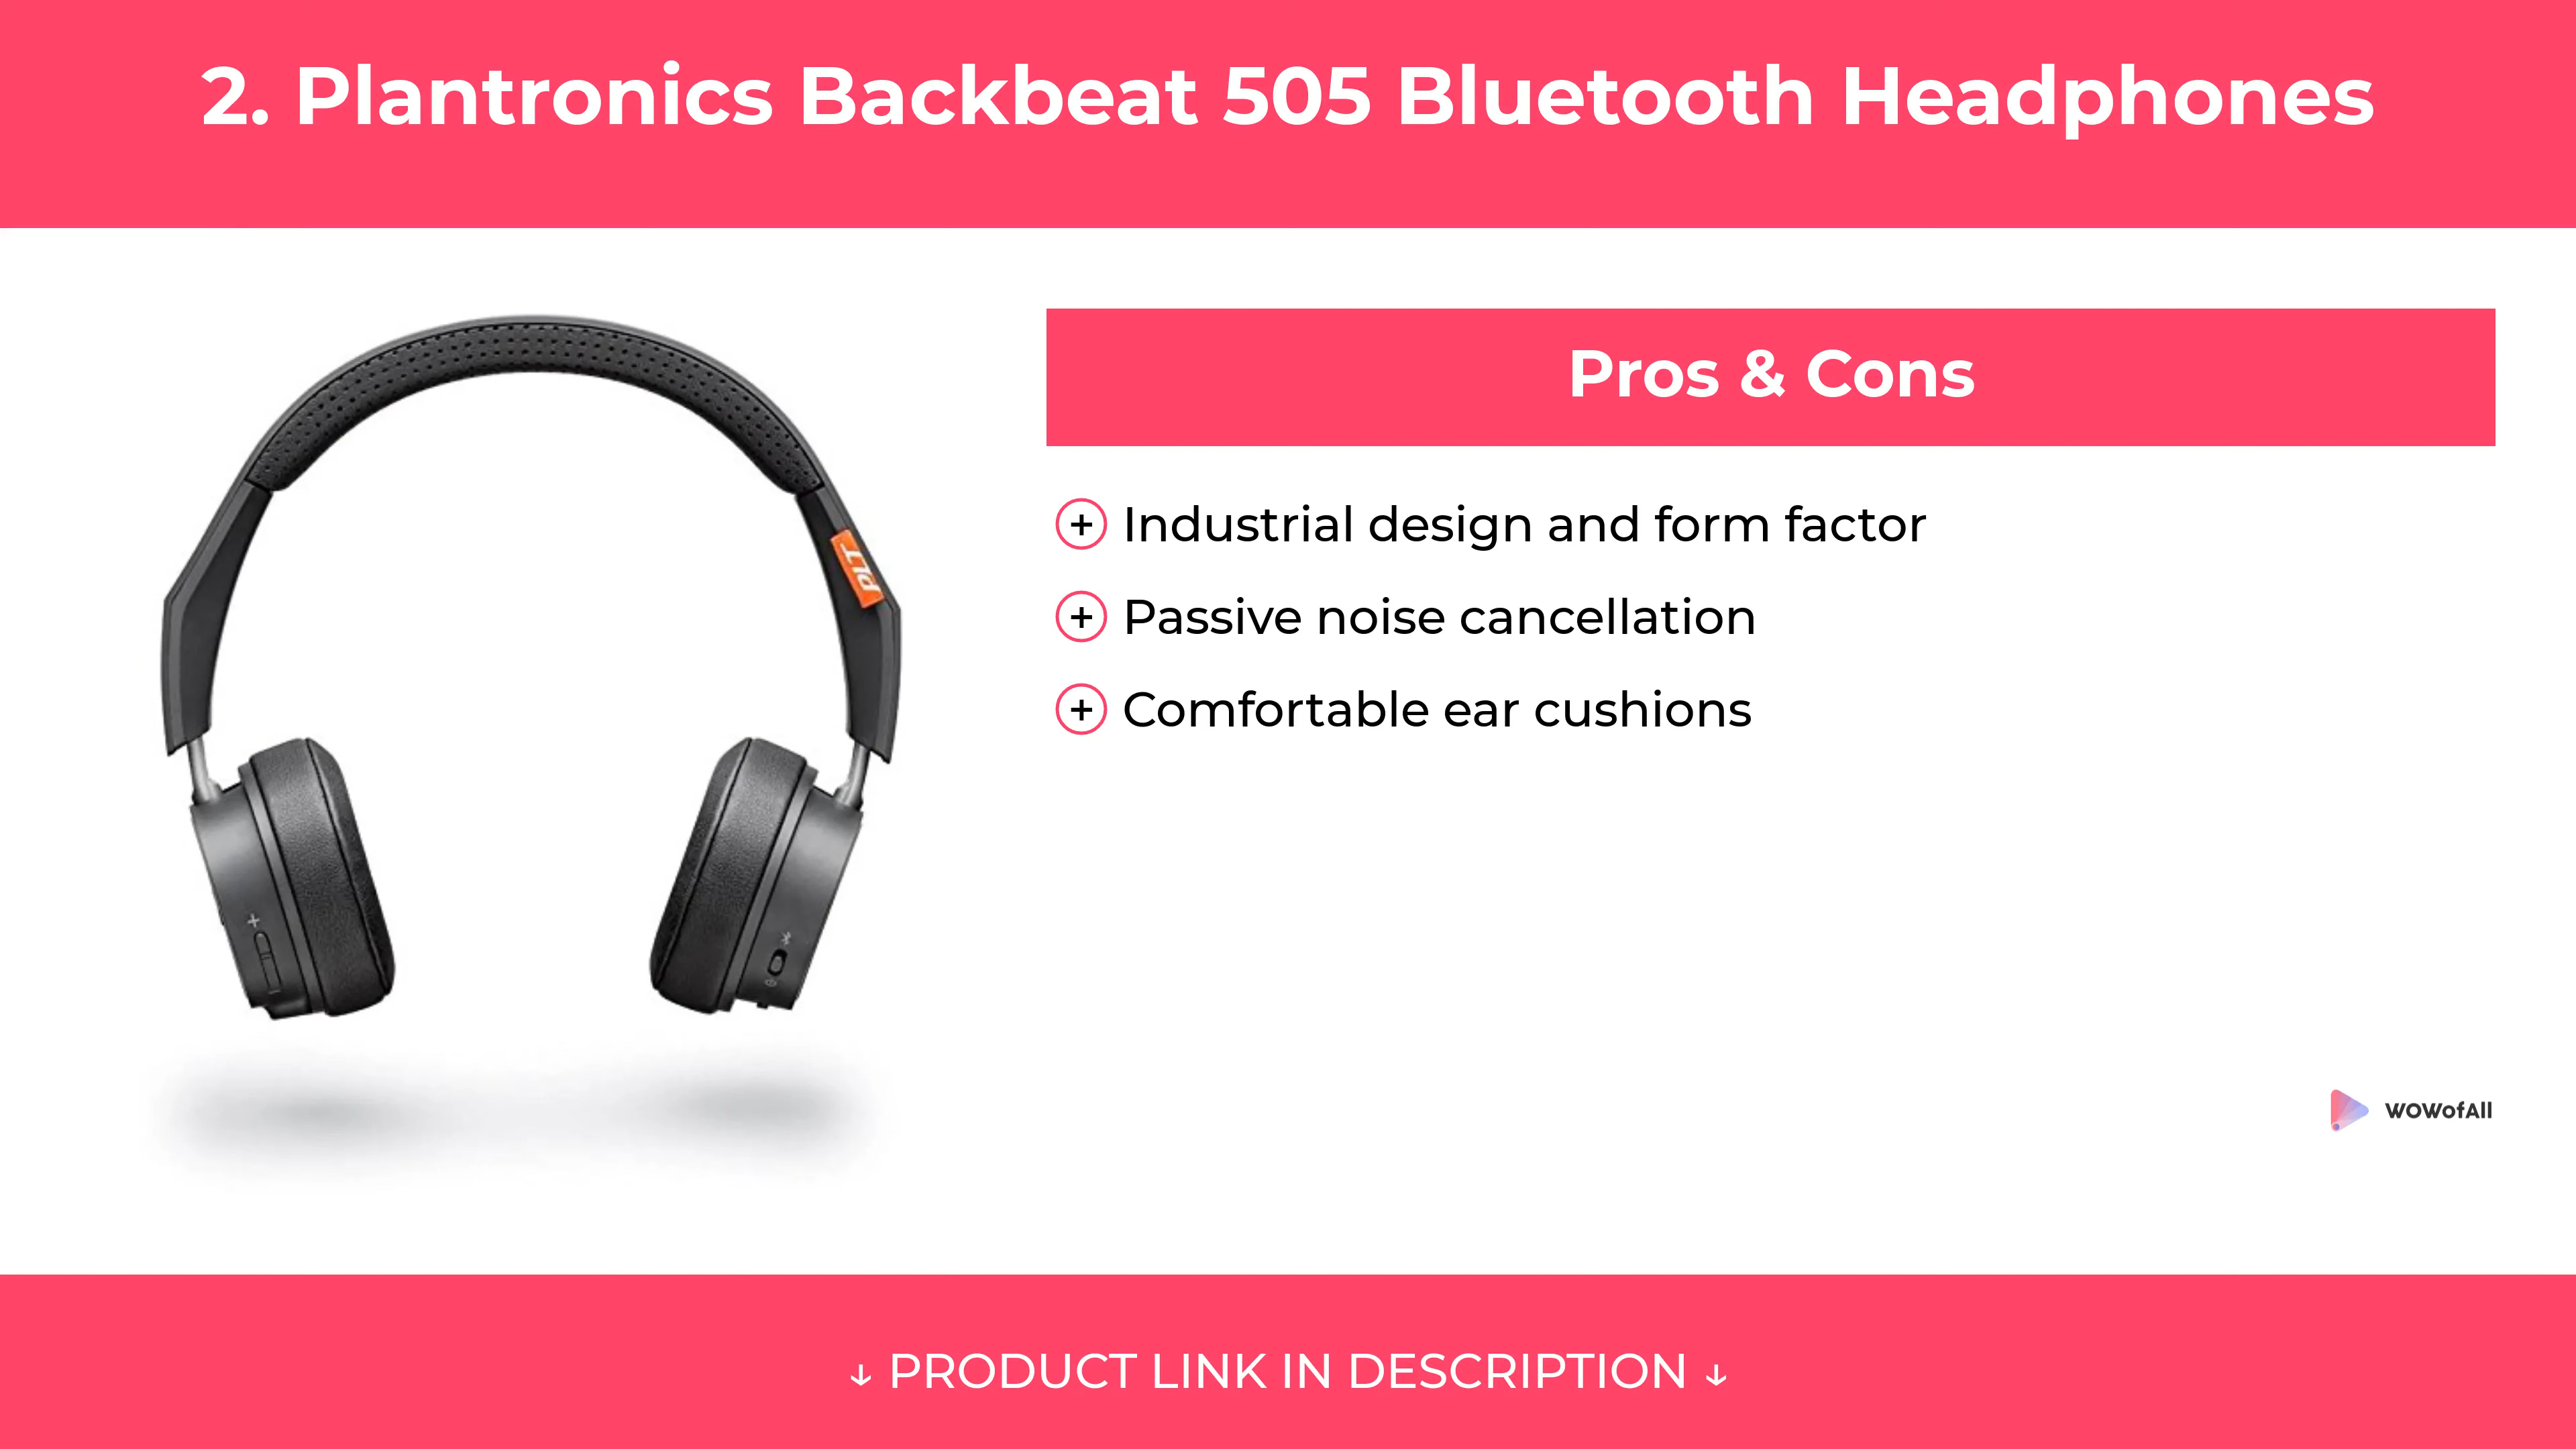 2. Plantronics Backbeat 505 Bluetooth Headphones
Pros & Cons
+ Industrial design and form factor
+ Passive noise cancellation
+ Comfortable ear cushions
PLT
+
WOWofAll
↓ PRODUCT LINK IN DESCRIPTION ↓